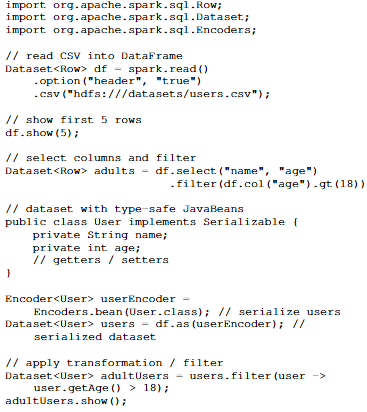 import org.apache.spark.sql.Row;
import org.apache.spark.sql.Dataset;
import org.apache.spark.sql.Encoders;

// read CSV into DataFrame
Dataset<Row> df = spark.read()
    .option("header", "true")
    .csv("hdfs:///datasets/users.csv");

// show first 5 rows
df.show(5);

// select columns and filter
Dataset<Row> adults = df.select("name", "age")
                        .filter(df.col("age").gt(18))

// dataset with type-safe JavaBeans
public class User implements Serializable {
    private String name;
    private int age;
    // getters / setters
}

Encoder<User> userEncoder =
    Encoders.bean(User.class); // serialize users
Dataset<User> users = df.as(userEncoder); //
    serialized dataset

// apply transformation / filter
Dataset<User> adultUsers = users.filter(user ->
    user.getAge() > 18);
adultUsers.show();